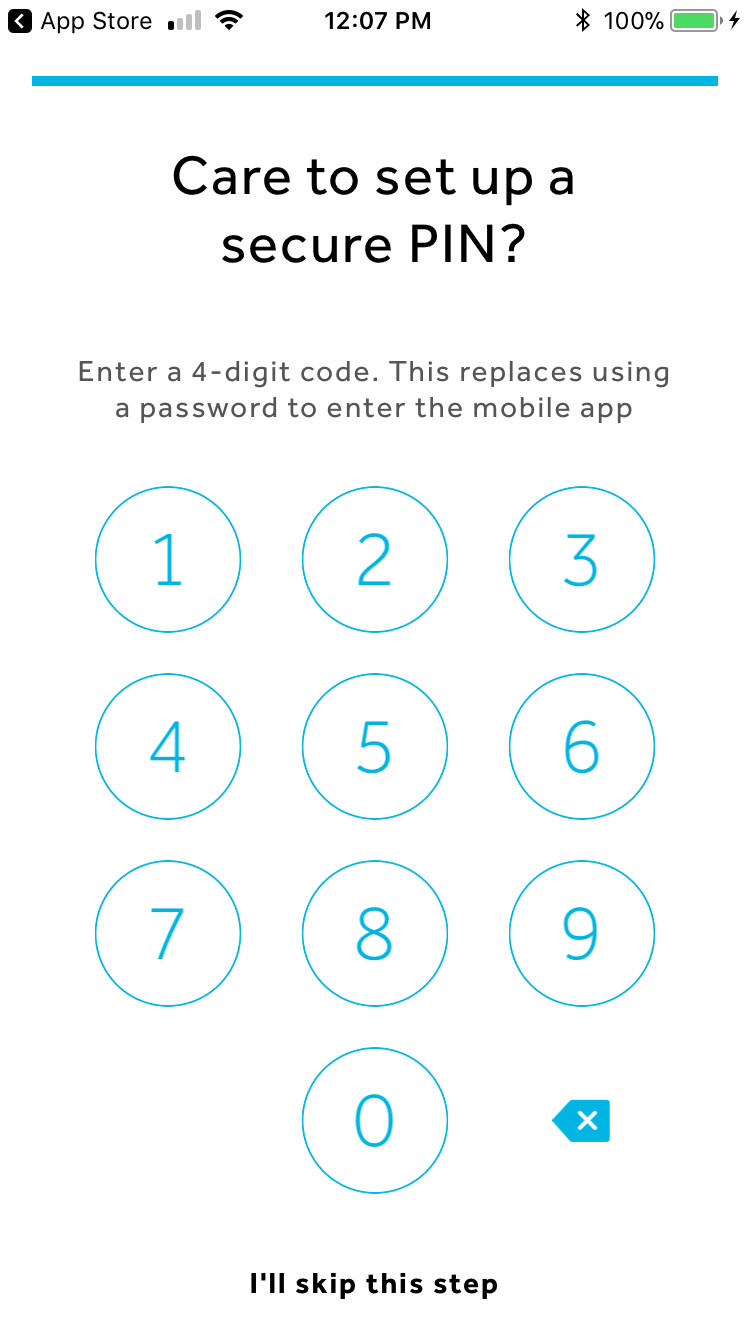 App Store 12:07 PM 100%
Care to set up a
secure PIN?
Enter a 4-digit code. This replaces using
a password to enter the mobile app
1 2 3
4 5 6
7 8 9
0
I'll skip this step